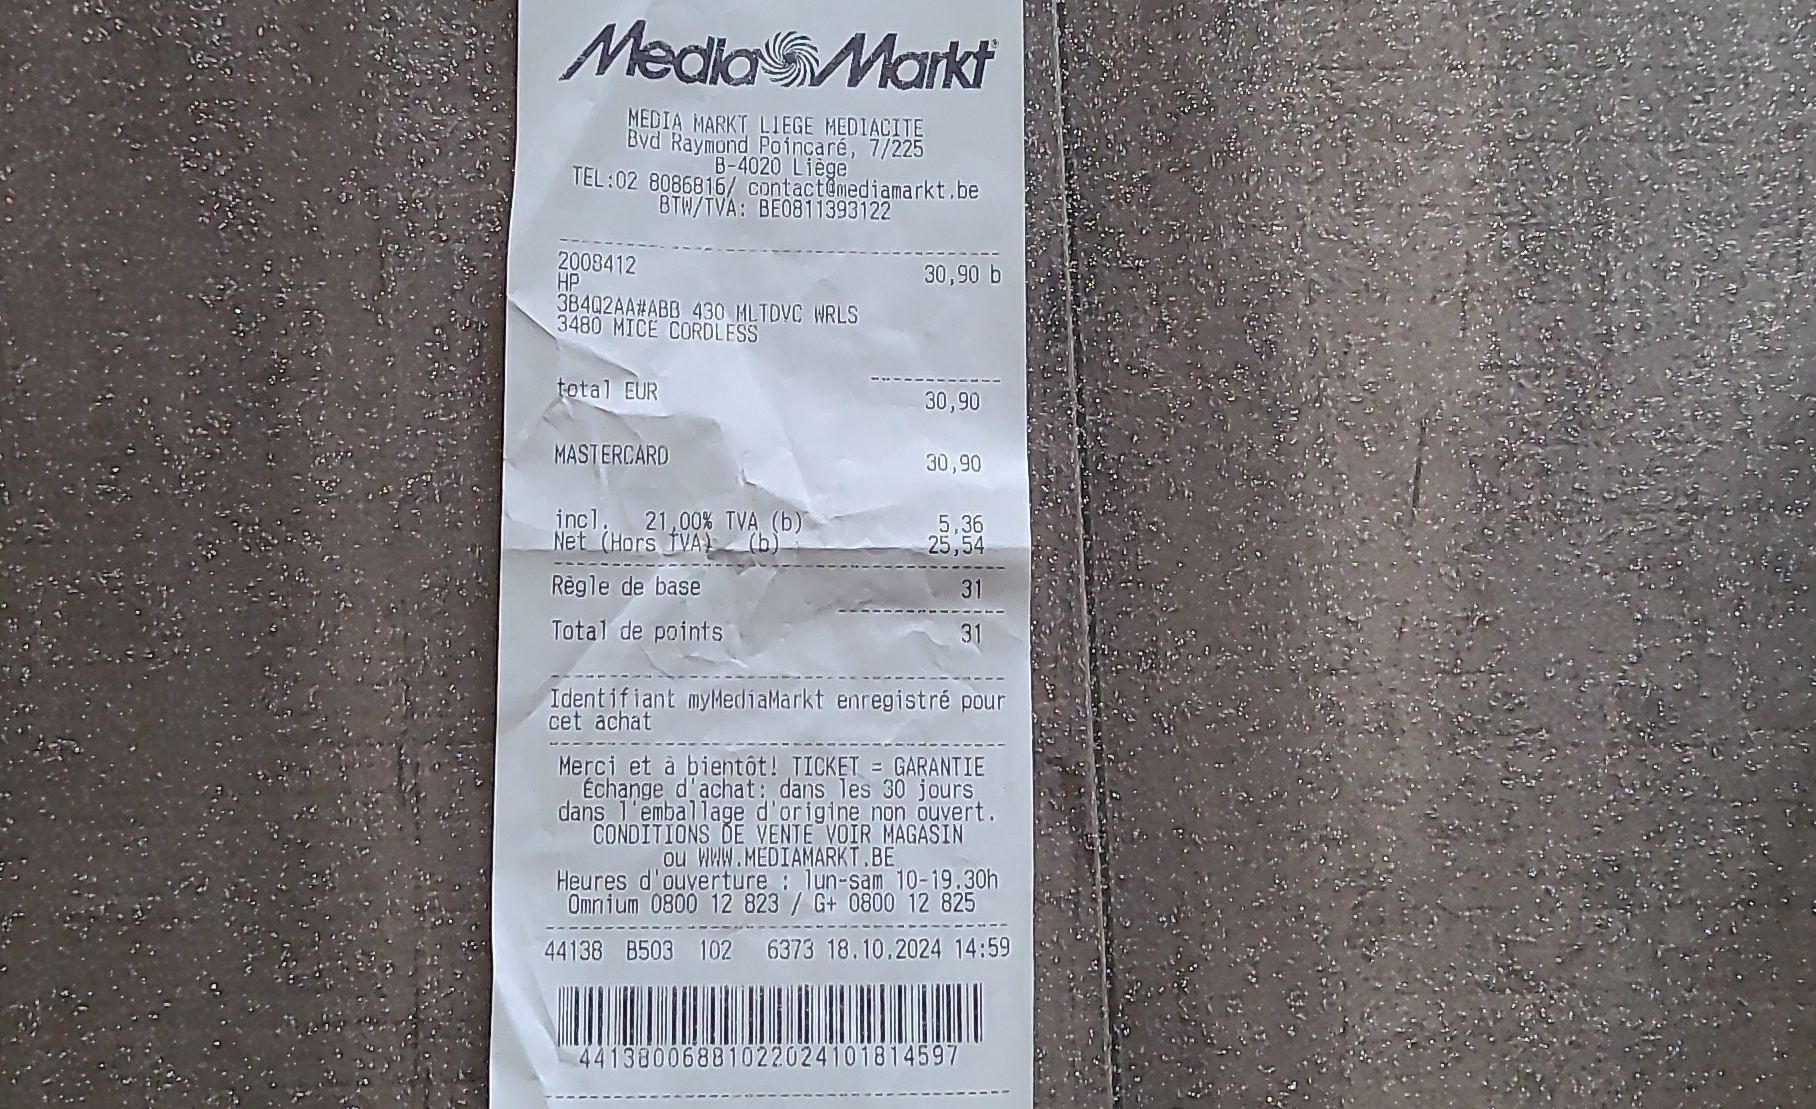 Media Markt
MEDIA MARKT LIEGE MEDIACITE
Bvd Raymond Poincaré, 7/225
B-4020 Liège
TEL:02 8086816/ contact@mediamarkt.be
BTW/TVA: BE0811393122
2008412 30,90 b
HP
3B4Q2AA#ABB 430 MLTDVC WRLS
3480 MICE CORDLESS
total EUR 30,90
MASTERCARD 30,90
incl. 21,00% TVA (b) 5,36
Net (Hors TVA) (b) 25,54
Règle de base 31
Total de points 31
Identifiant myMediaMarkt enregistré pour
cet achat
Merci et à bientôt! TICKET = GARANTIE
Échange d'achat: dans les 30 jours
dans l'emballage d'origine non ouvert.
CONDITIONS DE VENTE VOIR MAGASIN
ou WWW.MEDIAMARKT.BE
Heures d'ouverture : lun-sam 10-19.30h
Omnium 0800 12 823 / G+ 0800 12 825
44138 B503 102 6373 18.10.2024 14:59
44138006881022024101814597